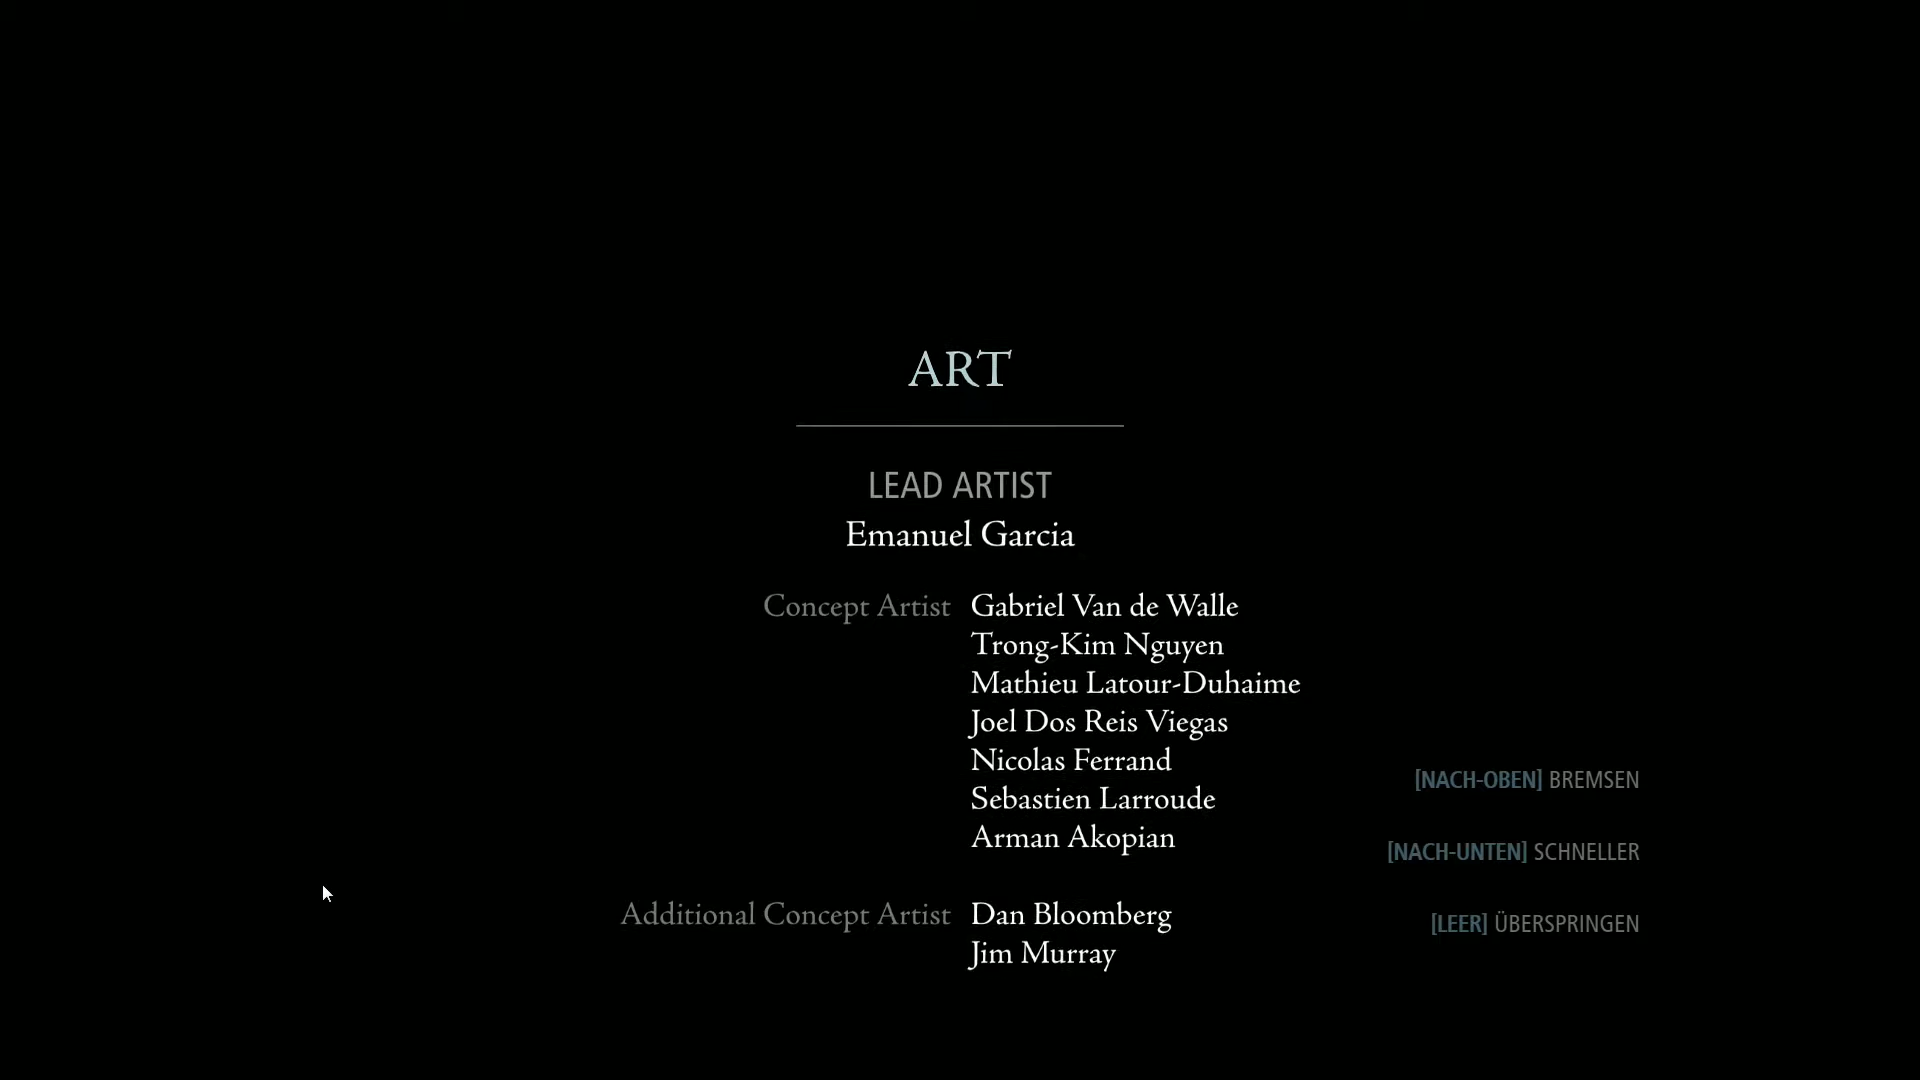 ART
LEAD ARTIST
Emanuel Garcia
Concept Artist Gabriel Van de Walle
Trong-Kim Nguyen
Mathieu Latour-Duhaime
Joel Dos Reis Viegas
Nicolas Ferrand
Sebastien Larroude
Arman Akopian
Additional Concept Artist Dan Bloomberg
Jim Murray
[NACH-OBEN] BREMSEN
[NACH-UNTEN] SCHNELLER
[LEER] ÜBERSPRINGEN